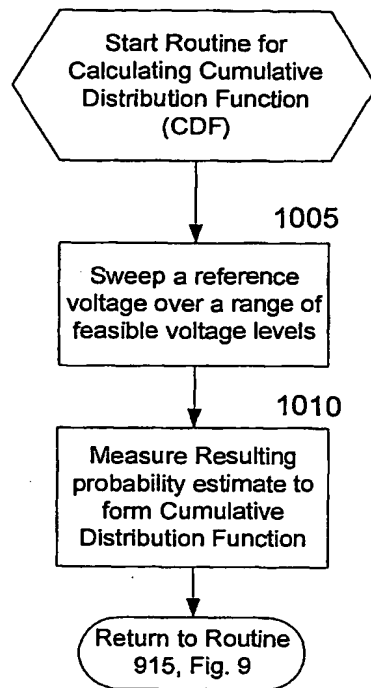 Start Routine for
Calculating Cumulative
Distribution Function
(CDF)
1005
Sweep a reference
voltage over a range of
feasible voltage levels
1010
Measure Resulting
probability estimate to
form Cumulative
Distribution Function
Return to Routine
915, Fig. 9